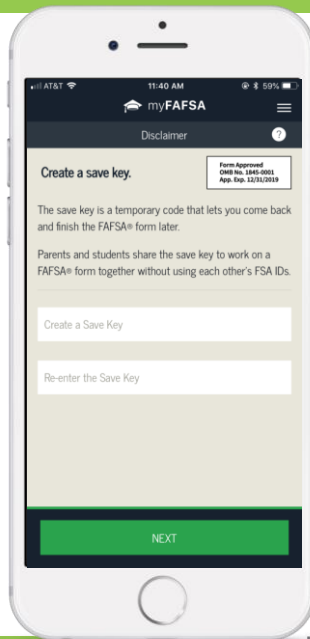 AT&T 11:40 AM 59%
myFAFSA
Disclaimer ?
Create a save key.
Form Approved
OMB No. 1845-0001
App. Exp. 12/31/2019
The save key is a temporary code that lets you come back
and finish the FAFSA® form later.
Parents and students share the save key to work on a
FAFSA® form together without using each other's FSA IDs.
Create a Save Key
Re-enter the Save Key
NEXT